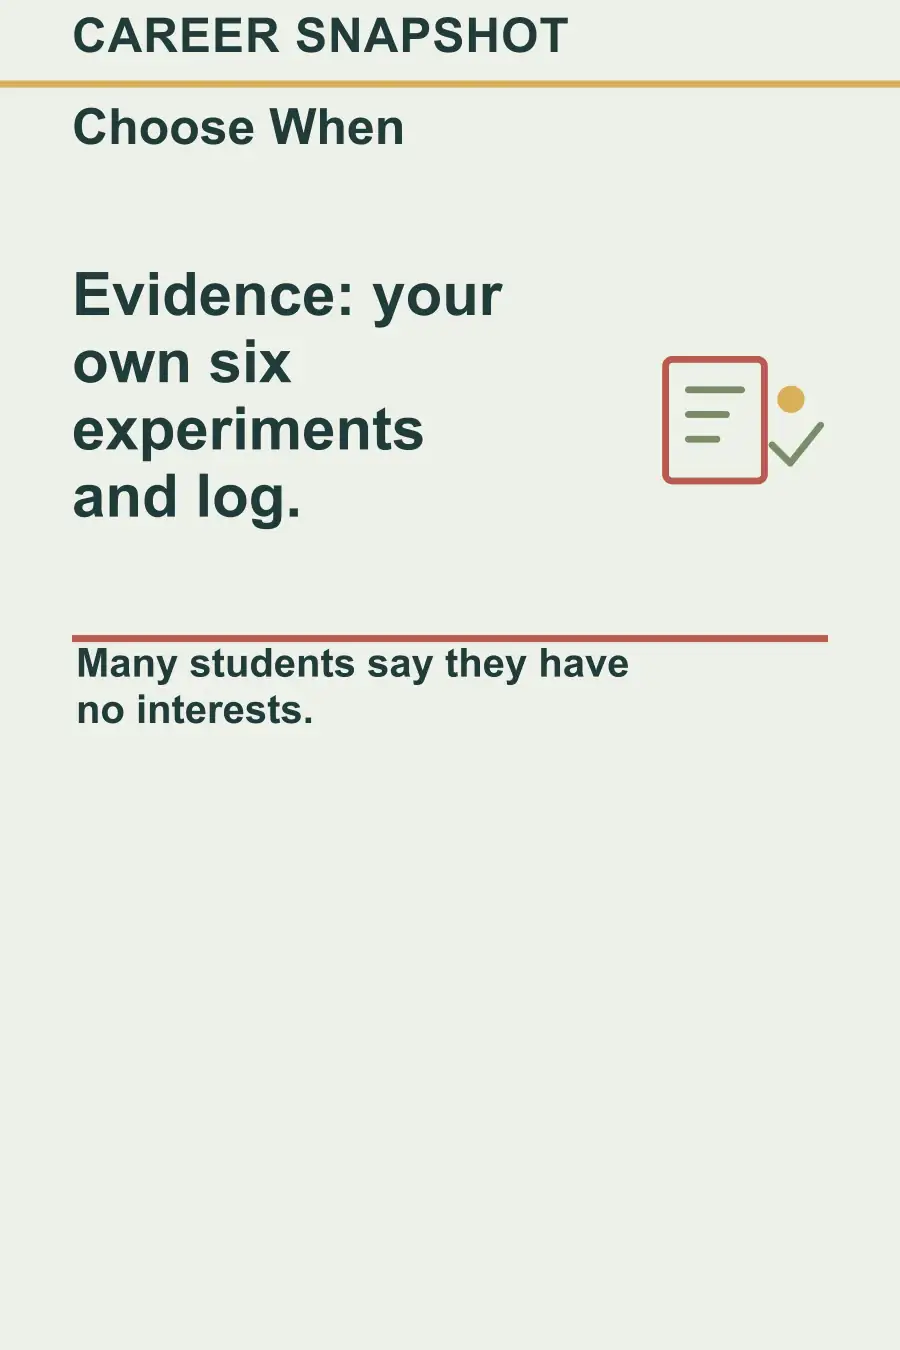 CAREER SNAPSHOT
Choose When
Evidence: your
own six
experiments
and log.
Many students say they have
no interests.